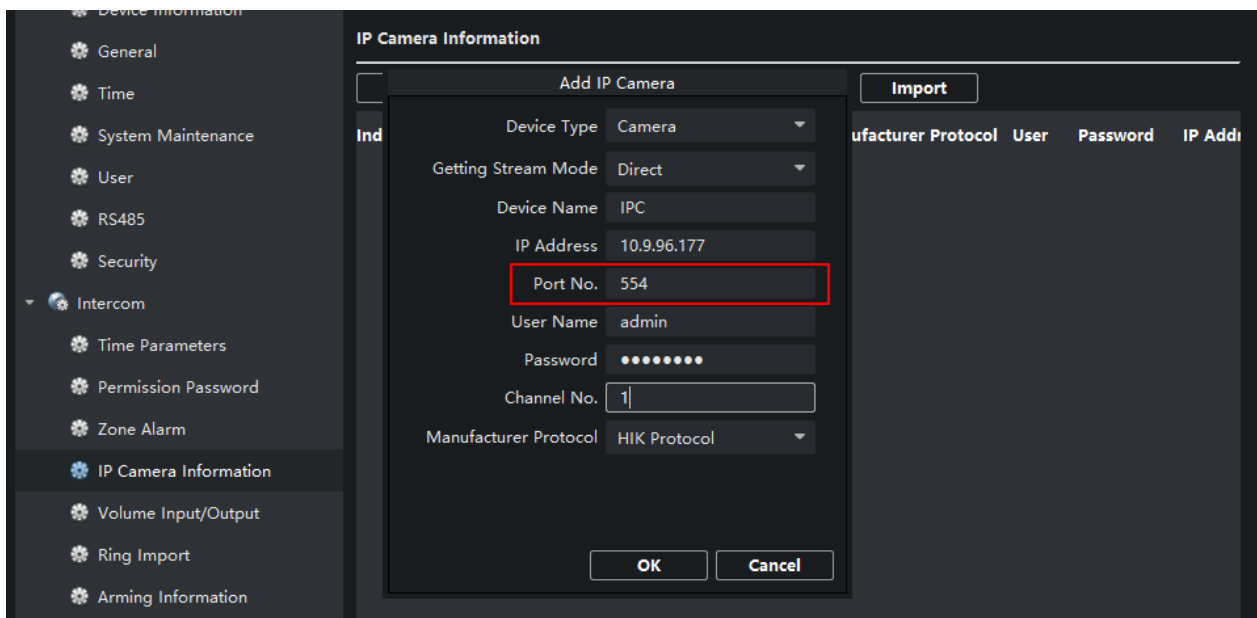 Device Information
General
Time
System Maintenance
User
RS485
Security
Intercom
Time Parameters
Permission Password
Zone Alarm
IP Camera Information
Volume Input/Output
Ring Import
Arming Information
IP Camera Information
Import
Ind
ufacturer Protocol User Password IP Addr
Add IP Camera
Device Type Camera
Getting Stream Mode Direct
Device Name IPC
IP Address 10.9.96.177
Port No. 554
User Name admin
Password ●●●●●●●●
Channel No. 1
Manufacturer Protocol HIK Protocol
OK Cancel